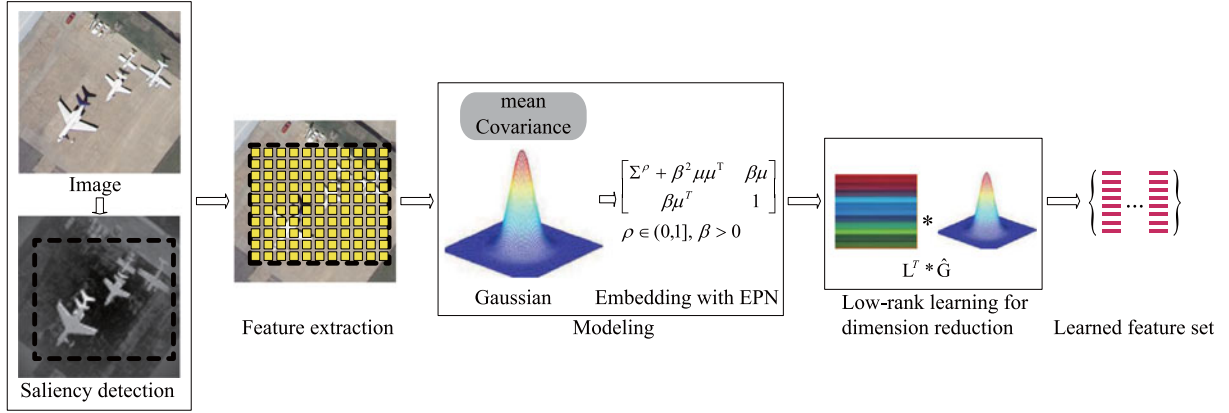 Image
Saliency detection
Feature extraction
mean
Covariance
Gaussian
[Σ^ρ + β²μμ^T  βμ
βμ^T  1]
ρ ∈ (0,1], β > 0
Embedding with EPN
Modeling
*
L^T * Ĝ
Low-rank learning for
dimension reduction
{ ... }
Learned feature set